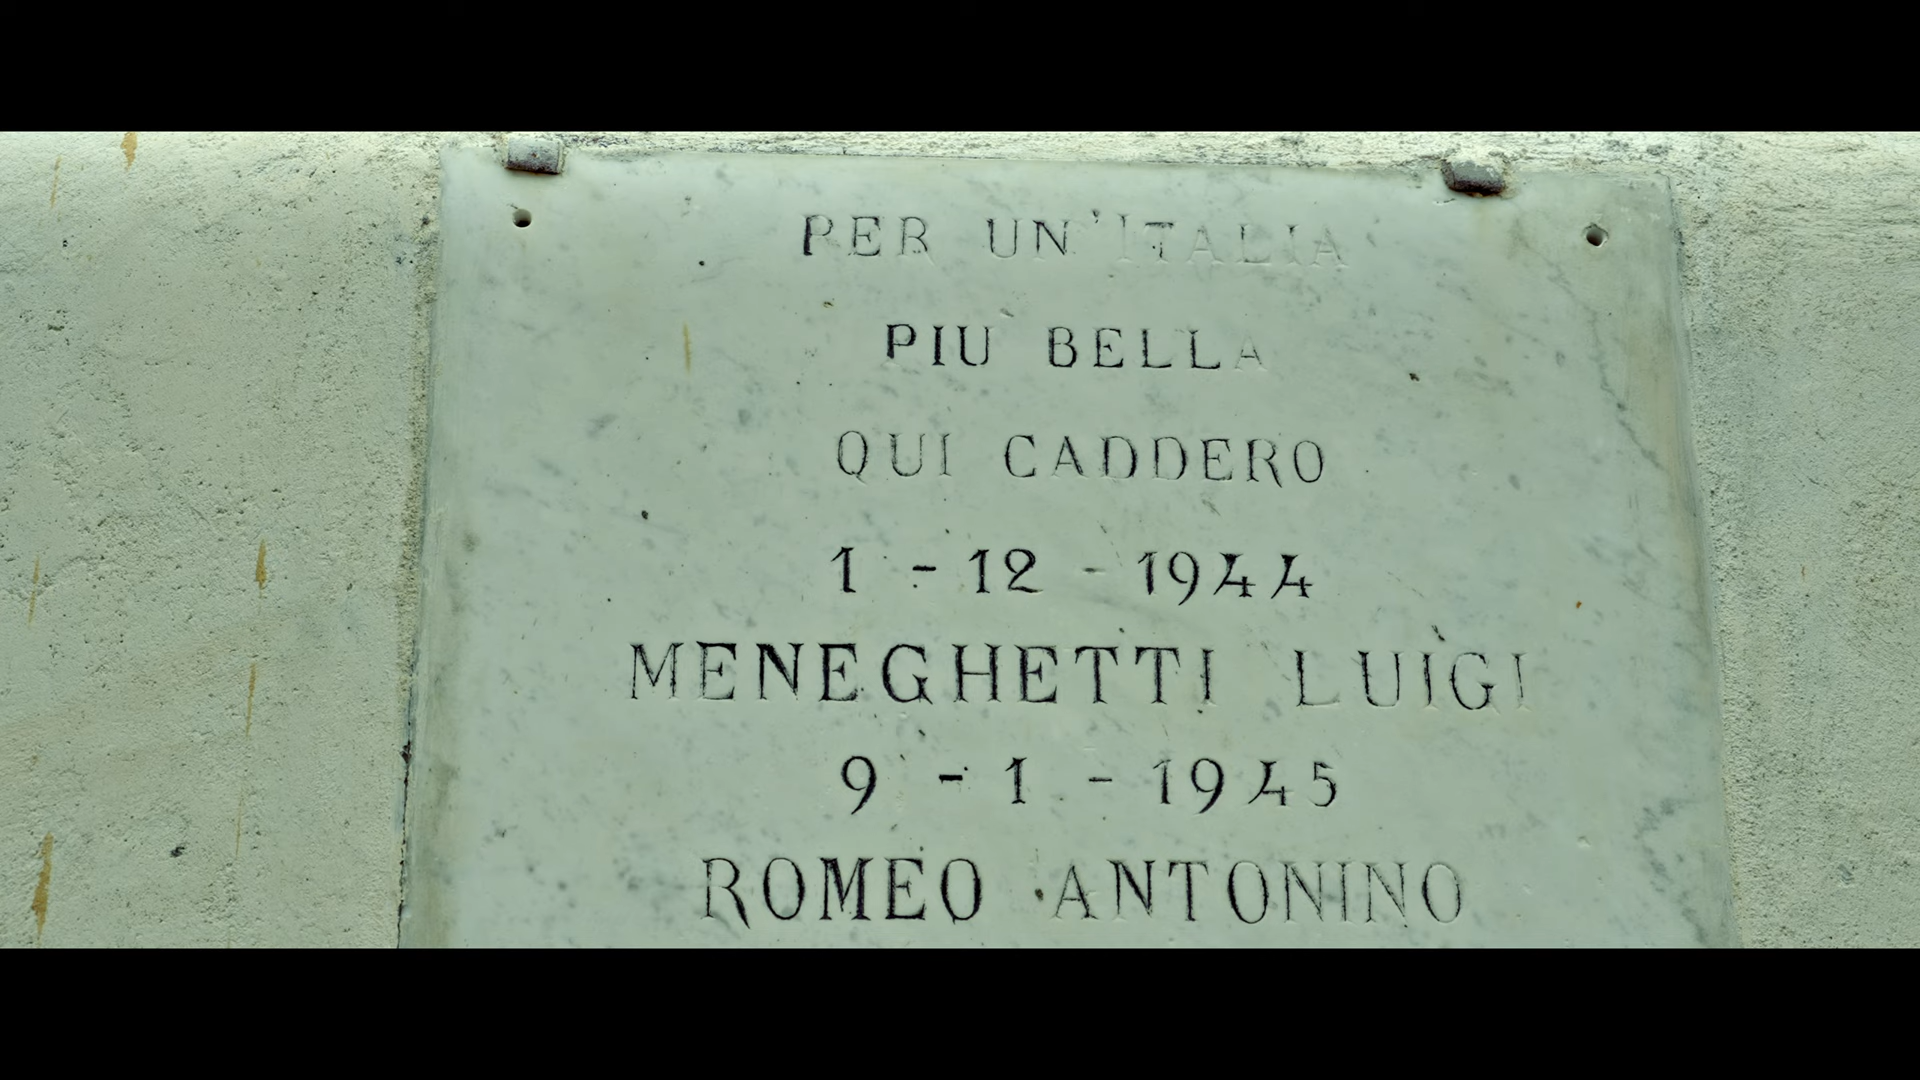 PER UN'ITALIA
PIU BELLA
QUI CADDERO
1 - 12 - 1944
MENEGHETTI LUIGI
9 - 1 - 1945
ROMEO ANTONINO